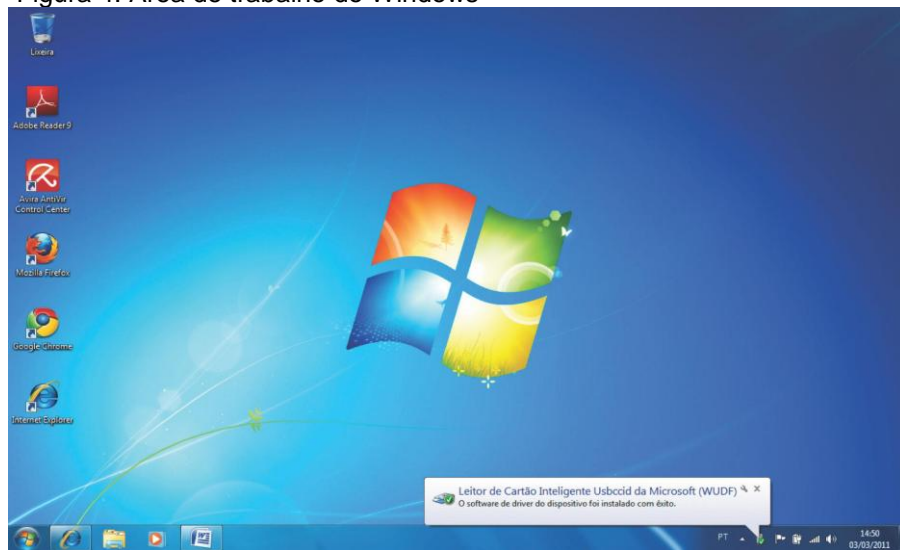 Figura 4. Área de trabalho do Windows
Lixeira
Adobe Reader 9
Avira AntiVir
Control Center
Mozilla Firefox
Google Chrome
Internet Explorer
Leitor de Cartão Inteligente Usbccid da Microsoft (WUDF)
O software de driver do dispositivo foi instalado com êxito.
PT
14:50
03/03/2011